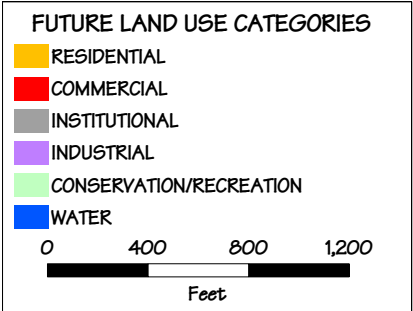 FUTURE LAND USE CATEGORIES
RESIDENTIAL
COMMERCIAL
INSTITUTIONAL
INDUSTRIAL
CONSERVATION/RECREATION
WATER
0 400 800 1,200
Feet